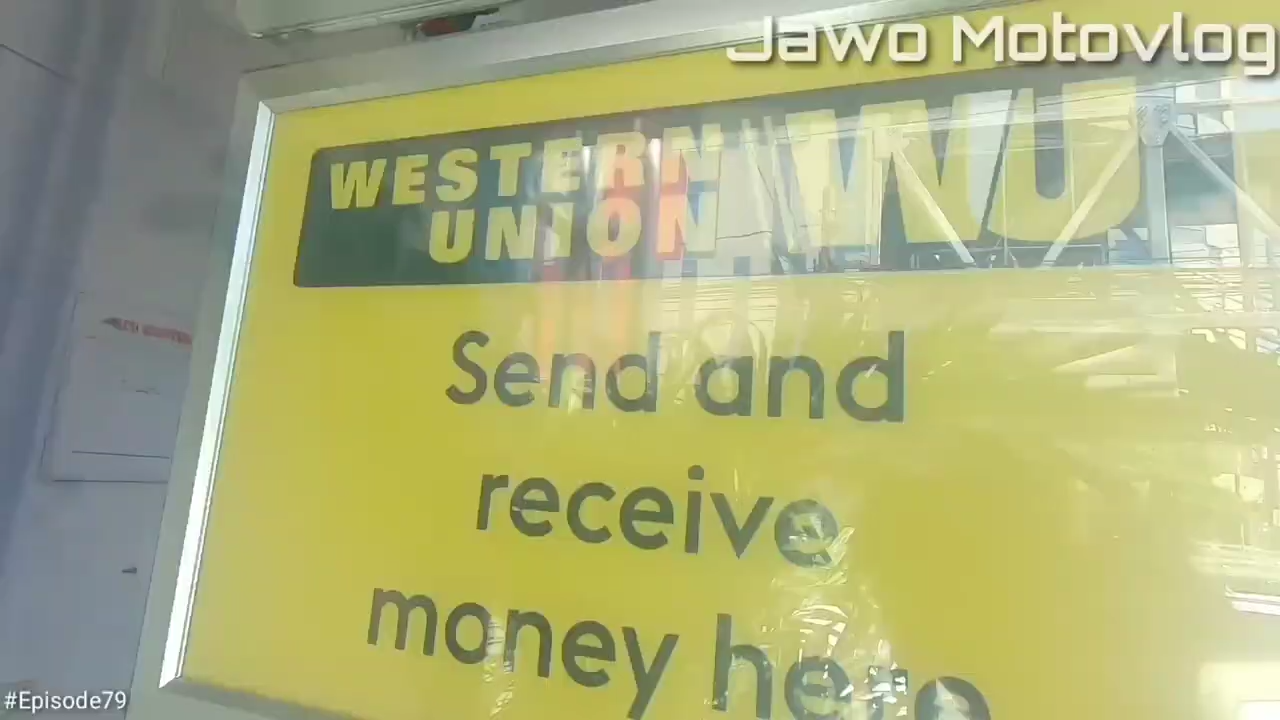 Jawo Motovlog
WESTERN
UNION
WU
Send and
receive
money here
#Episode79